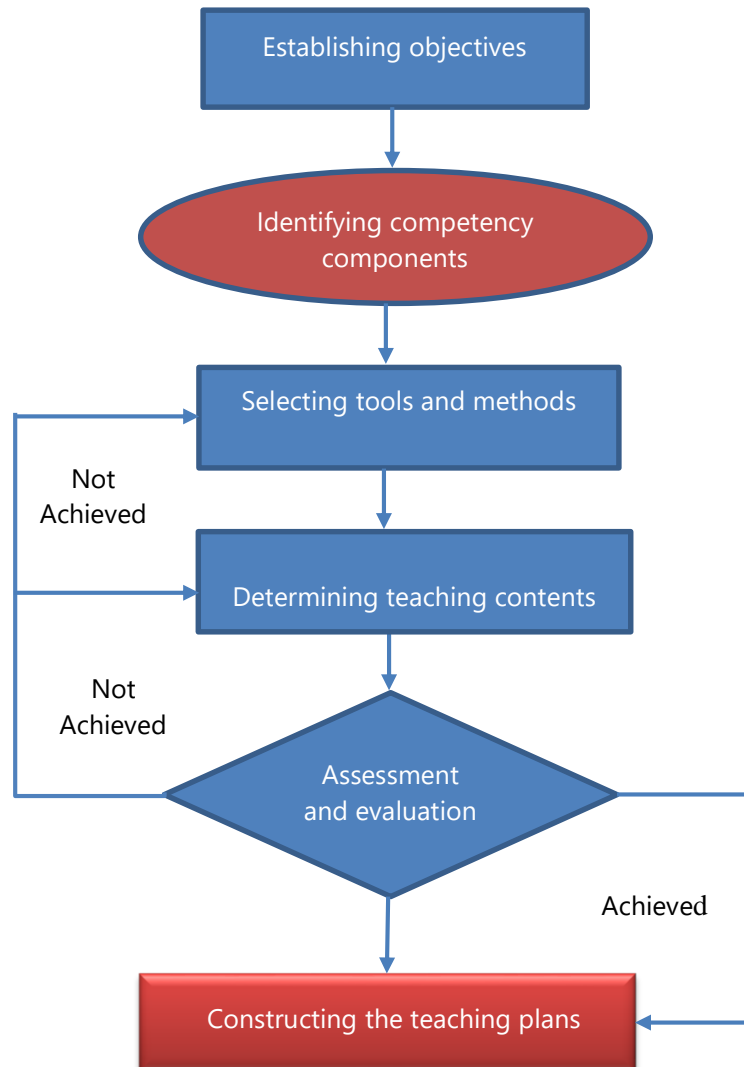 Establishing objectives
Identifying competency
components
Selecting tools and methods
Not
Achieved
Determining teaching contents
Not
Achieved
Assessment
and evaluation
Achieved
Constructing the teaching plans